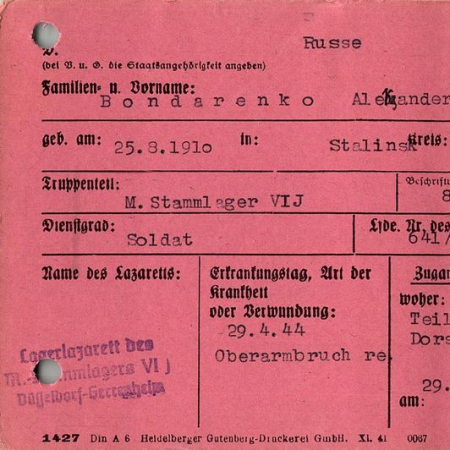 Russe
(bei V. u. G. die Staatsangehörigkeit angeben)
Familien- u. Vorname:
Bondarenko Alexander
geb. am: 25.8.1910 in: Stalinsk Kreis:
Truppenteil: M.Stammlager VIJ
Dienstgrad: Soldat
Lfde. Nr. des
641/
Name des Lazaretts:
Lagerlazarett des
M.-Stammlagers VI J
Düsseldorf-Gerresheim
Erkrankungstag, Art der
Krankheit
oder Verwundung:
29.4.44
Oberarmbruch re.
Zugan
woher:
Teil
Dors
29.
am:
1427 Din A 6 Heidelberger Gutenberg-Druckerei GmbH. XI. 41 0067